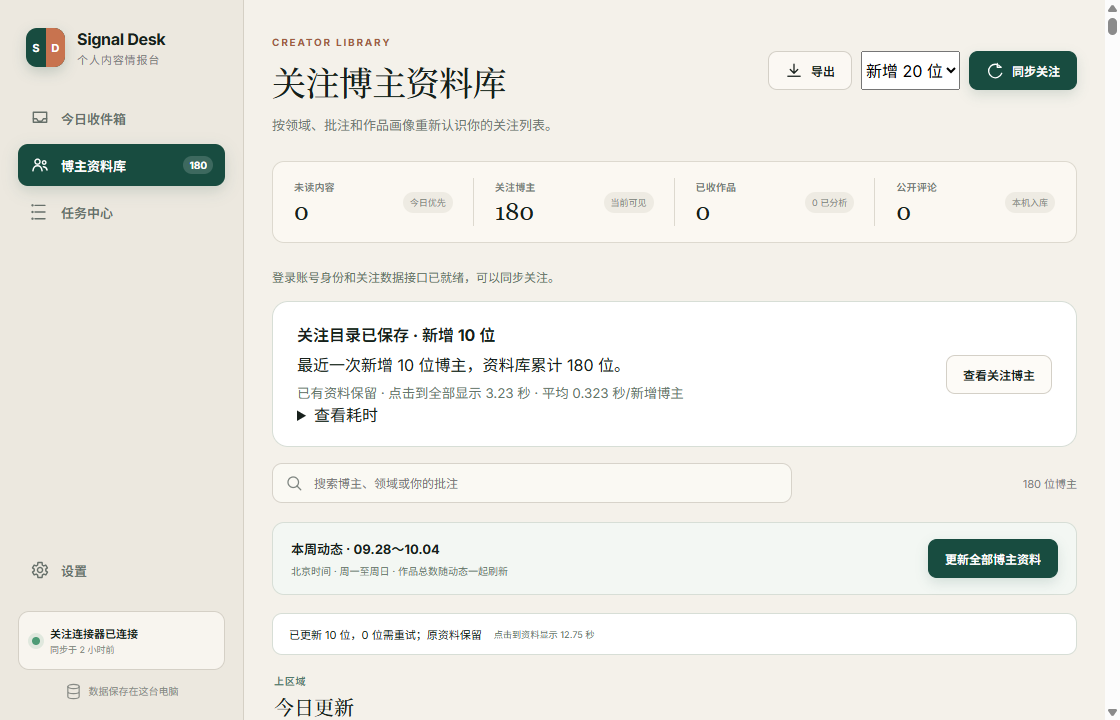 S D
Signal Desk
个人内容情报台
今日收件箱
博主资料库 180
任务中心
设置
关注连接器已连接
同步于 2 小时前
数据保存在这台电脑
CREATOR LIBRARY
关注博主资料库
按领域、批注和作品画像重新认识你的关注列表。
导出
新增 20 位
同步关注
未读内容
0
今日优先
关注博主
180
当前可见
已收作品
0
0 已分析
公开评论
0
本机入库
登录账号身份和关注数据接口已就绪，可以同步关注。
关注目录已保存 · 新增 10 位
最近一次新增 10 位博主，资料库累计 180 位。
已有资料保留 · 点击到全部显示 3.23 秒 · 平均 0.323 秒/新增博主
查看耗时
查看关注博主
搜索博主、领域或你的批注
180 位博主
本周动态 · 09.28～10.04
北京时间 · 周一至周日 · 作品总数随动态一起刷新
更新全部博主资料
已更新 10 位，0 位需重试；原资料保留 点击到资料显示 12.75 秒
上区域
今日更新